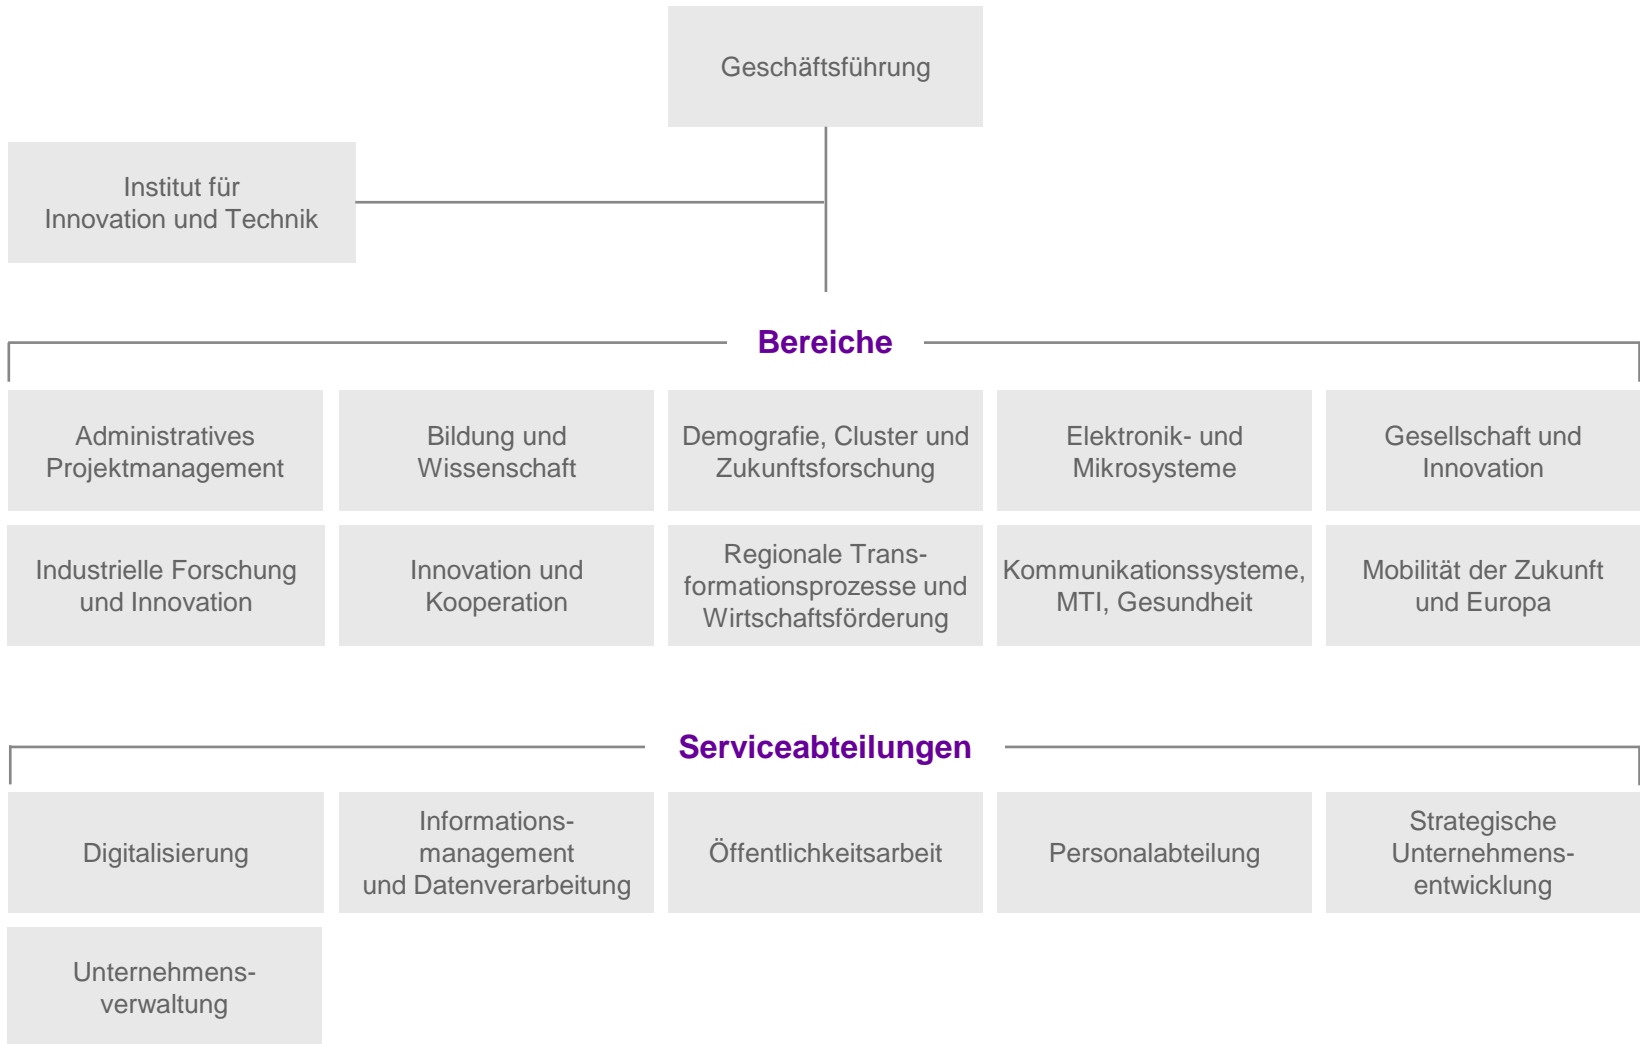 Geschäftsführung
Institut für
Innovation und Technik
Bereiche
Administratives
Projektmanagement
Bildung und
Wissenschaft
Demografie, Cluster und
Zukunftsforschung
Elektronik- und
Mikrosysteme
Gesellschaft und
Innovation
Industrielle Forschung
und Innovation
Innovation und
Kooperation
Regionale Trans-
formationsprozesse und
Wirtschaftsförderung
Kommunikationssysteme,
MTI, Gesundheit
Mobilität der Zukunft
und Europa
Serviceabteilungen
Digitalisierung
Informations-
management
und Datenverarbeitung
Öffentlichkeitsarbeit
Personalabteilung
Strategische
Unternehmens-
entwicklung
Unternehmens-
verwaltung